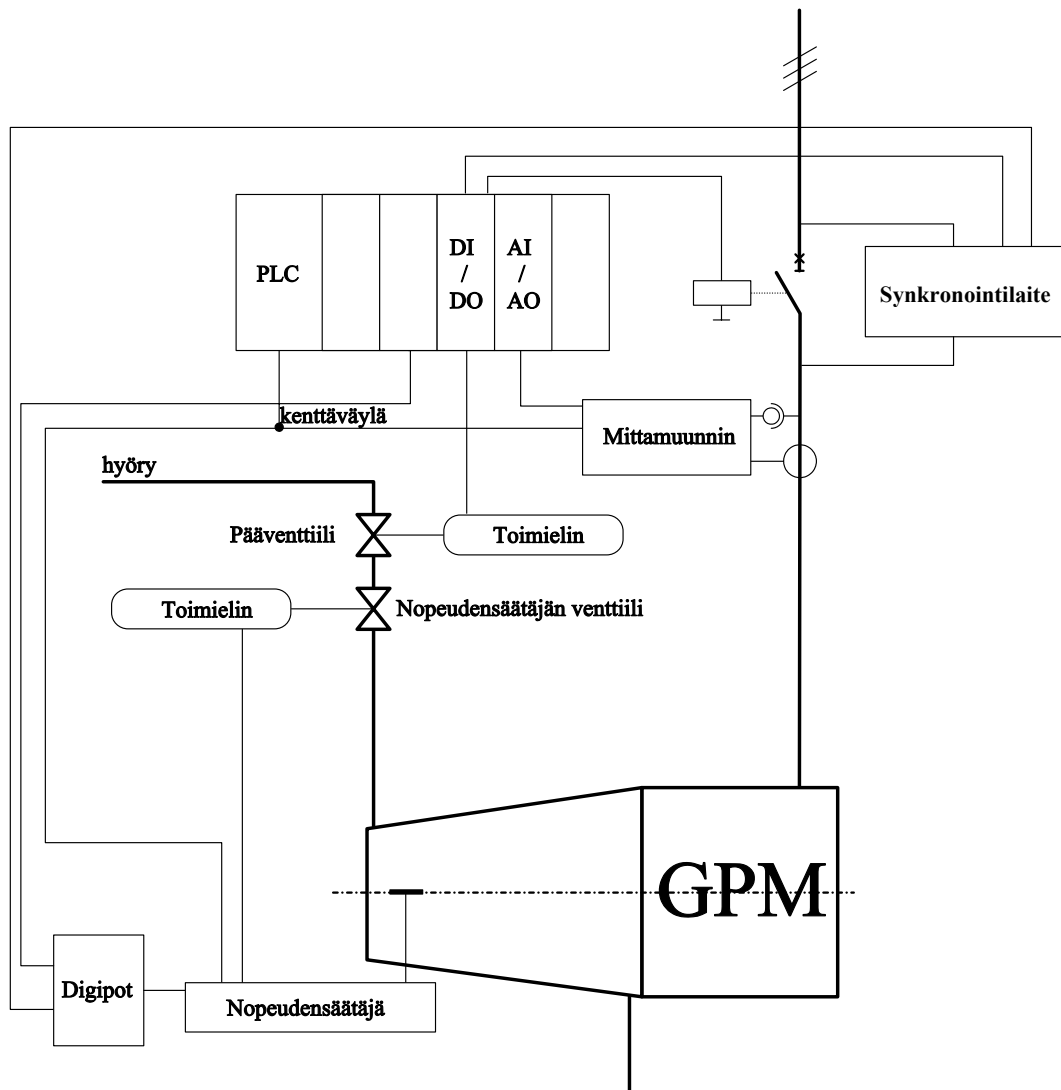 PLC
DI
/
DO
AI
/
AO
Synkronointilaite
kenttäväylä
Mittamuunnin
hyöry
Pääventtiili
Toimielin
Toimielin
Nopeudensäätäjän venttiili
GPM
Digipot
Nopeudensäätäjä